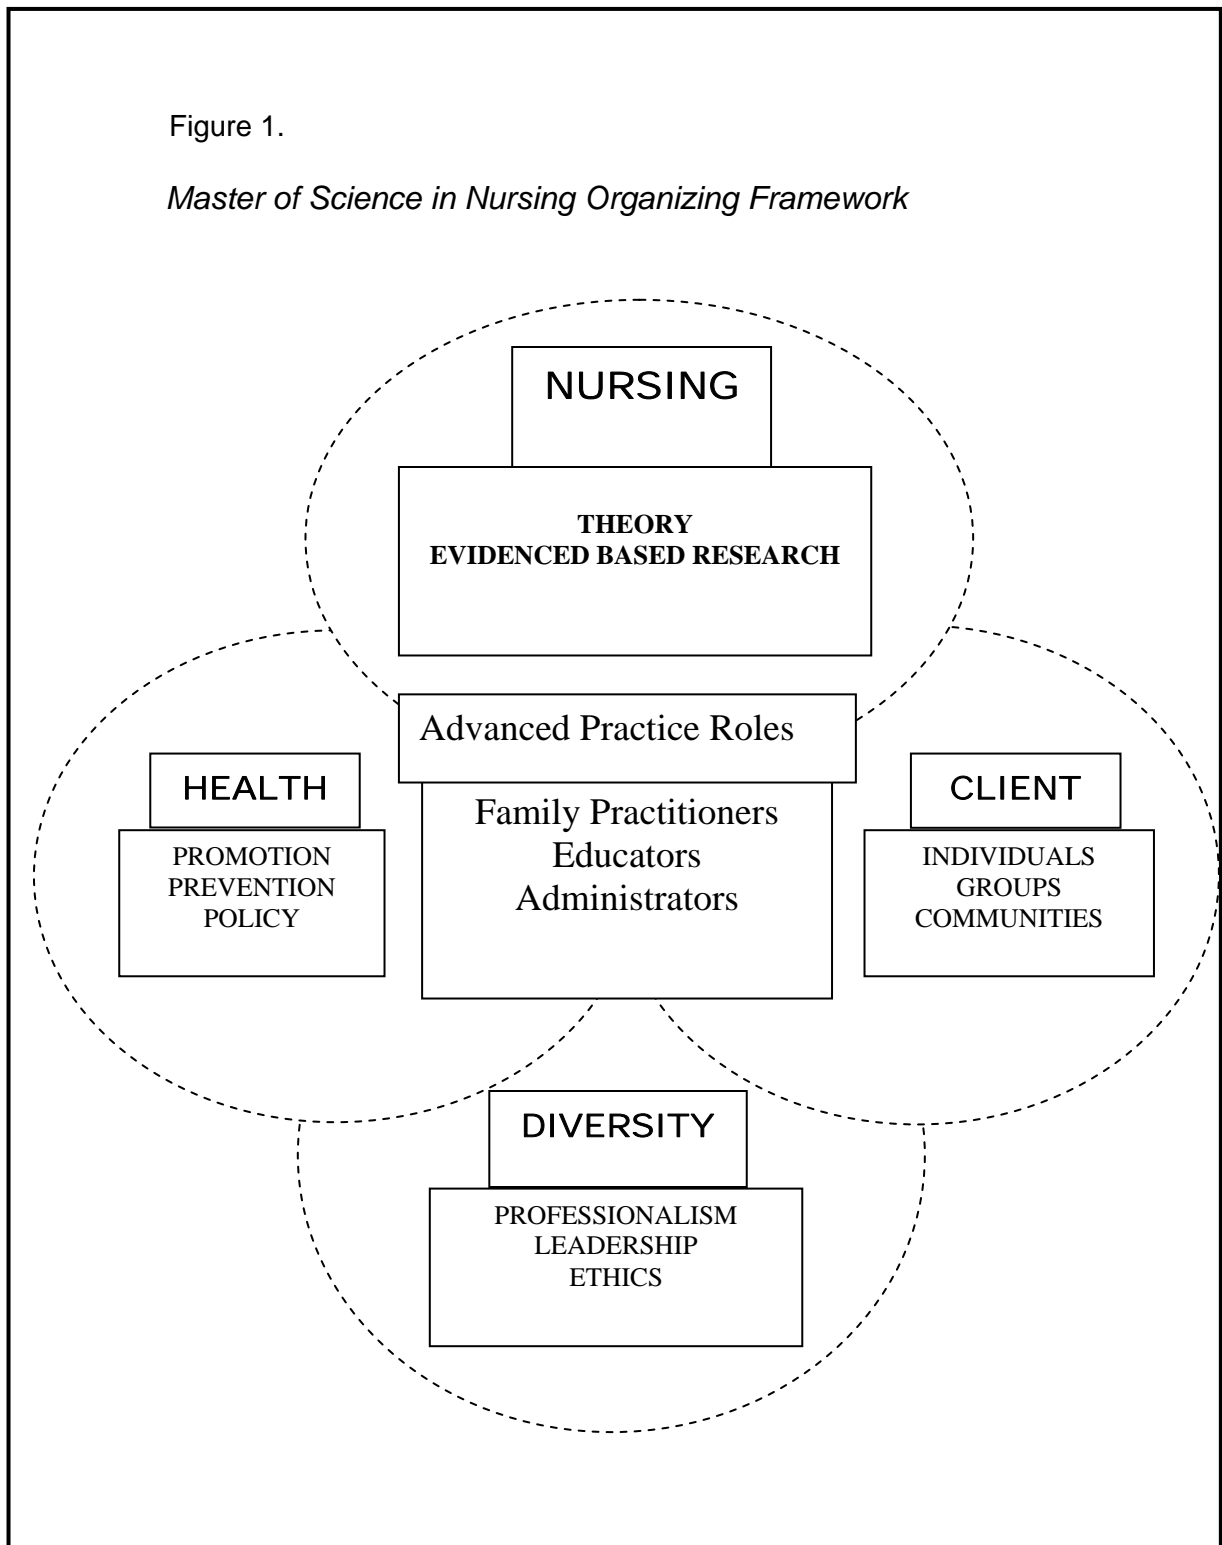 Figure 1.
Master of Science in Nursing Organizing Framework
NURSING
THEORY
EVIDENCED BASED RESEARCH
Advanced Practice Roles
Family Practitioners
Educators
Administrators
HEALTH
PROMOTION
PREVENTION
POLICY
CLIENT
INDIVIDUALS
GROUPS
COMMUNITIES
DIVERSITY
PROFESSIONALISM
LEADERSHIP
ETHICS